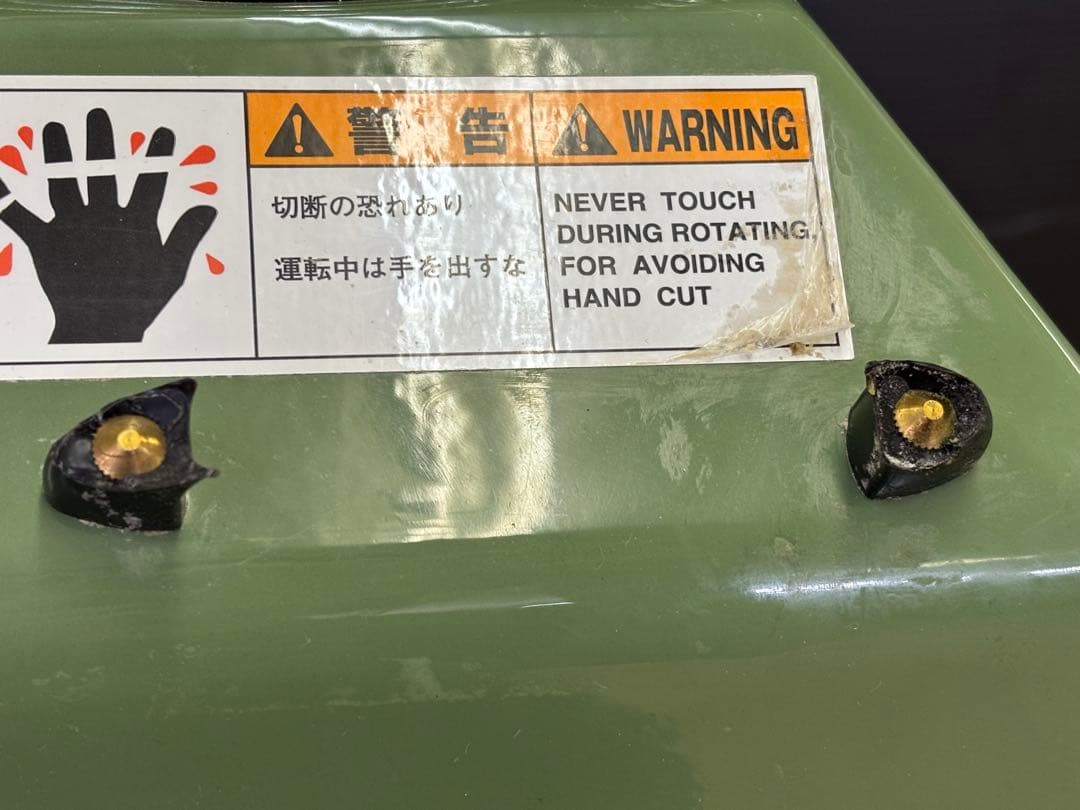 警告
切断の恐れあり
運転中は手を出すな
WARNING
NEVER TOUCH
DURING ROTATING,
FOR AVOIDING
HAND CUT